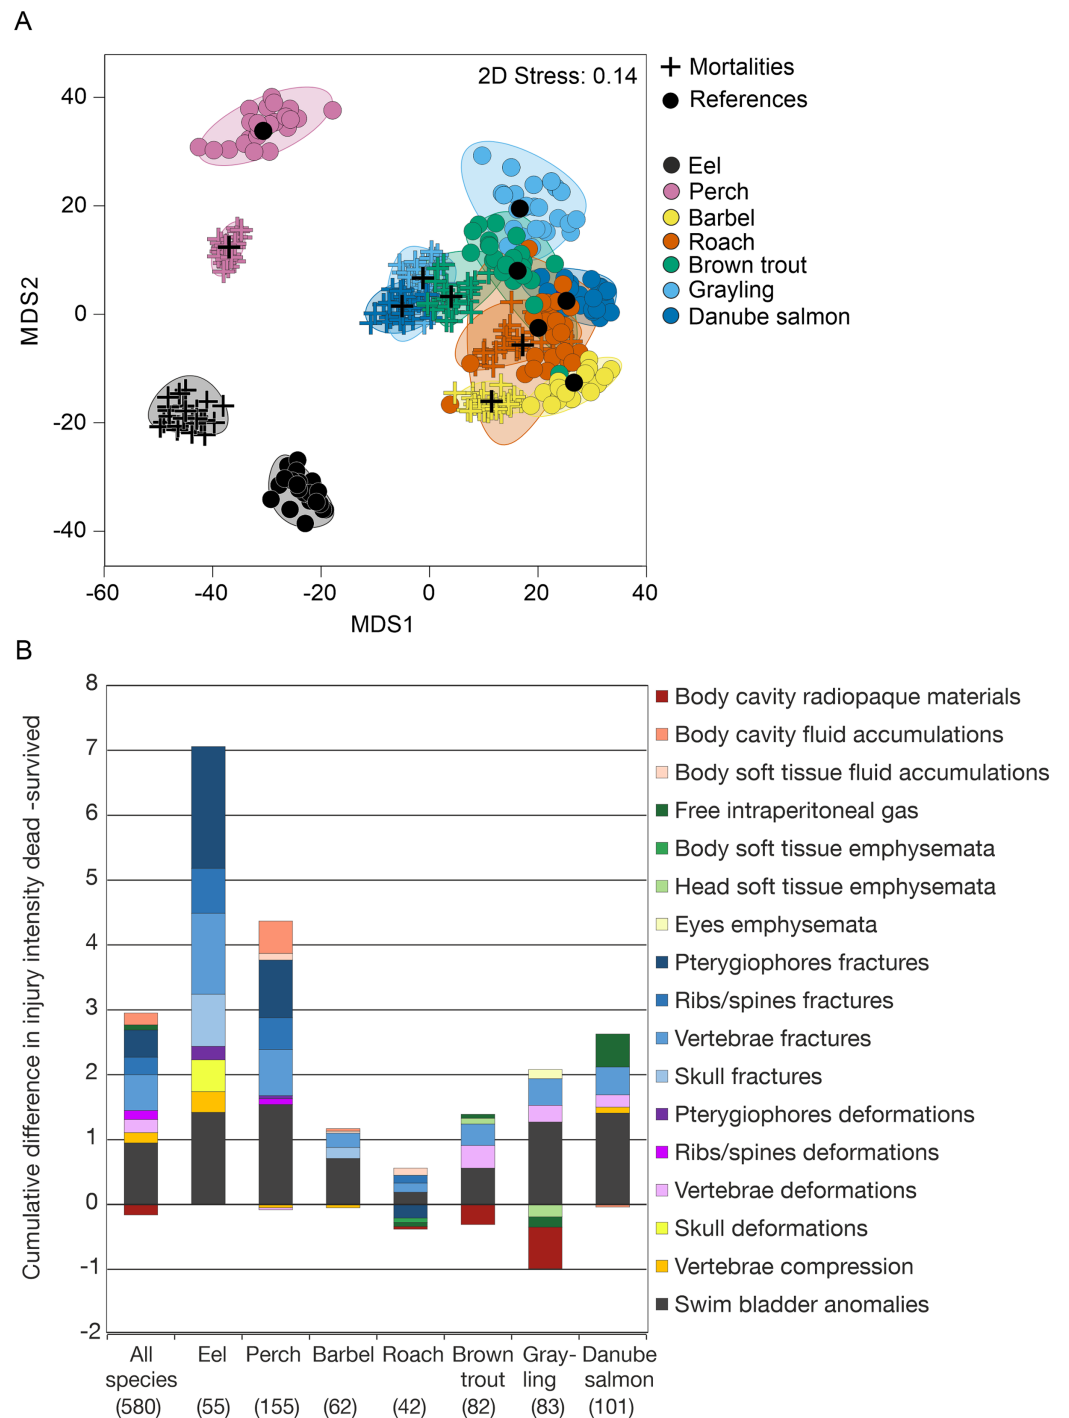 A
2D Stress: 0.14
Mortalities
References
Eel
Perch
Barbel
Roach
Brown trout
Grayling
Danube salmon
40
20
0
-20
-40
MDS2
-60 -40 -20 0 20 40
MDS1
B
8
7
6
5
4
3
2
1
0
-1
-2
Cumulative difference in injury intensity dead -survived
Body cavity radiopaque materials
Body cavity fluid accumulations
Body soft tissue fluid accumulations
Free intraperitoneal gas
Body soft tissue emphysemata
Head soft tissue emphysemata
Eyes emphysemata
Pterygiophores fractures
Ribs/spines fractures
Vertebrae fractures
Skull fractures
Pterygiophores deformations
Ribs/spines deformations
Vertebrae deformations
Skull deformations
Vertebrae compression
Swim bladder anomalies
All Eel Perch Barbel Roach Brown Gray- Danube
species trout ling salmon
(580) (55) (155) (62) (42) (82) (83) (101)